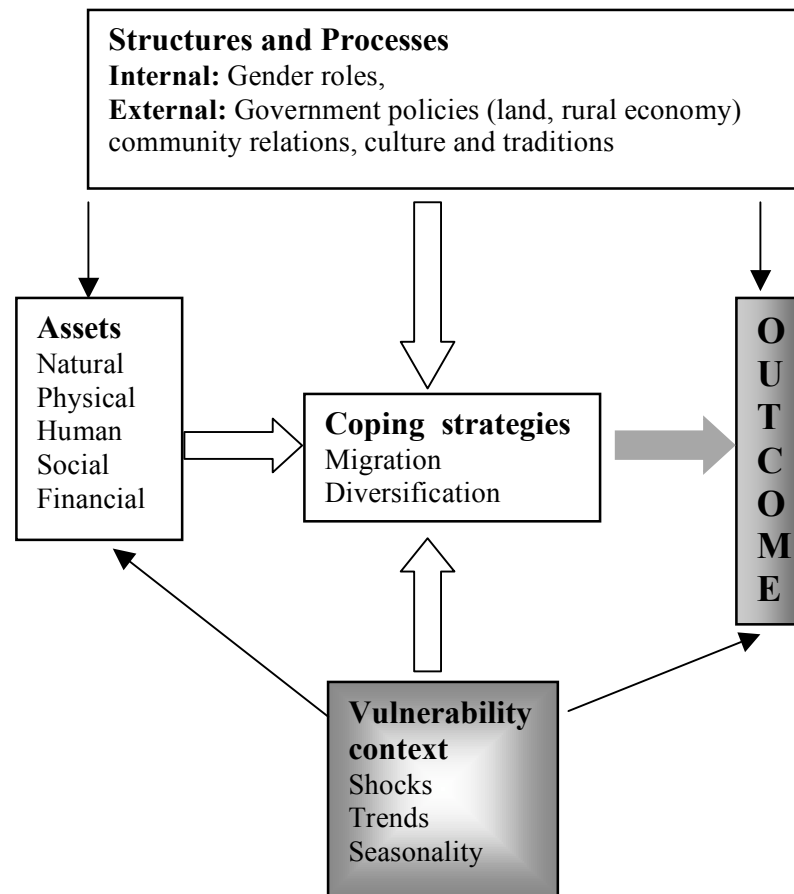 Structures and Processes
Internal: Gender roles,
External: Government policies (land, rural economy)
community relations, culture and traditions
Assets
Natural
Physical
Human
Social
Financial
Coping strategies
Migration
Diversification
O
U
T
C
O
M
E
Vulnerability
context
Shocks
Trends
Seasonality